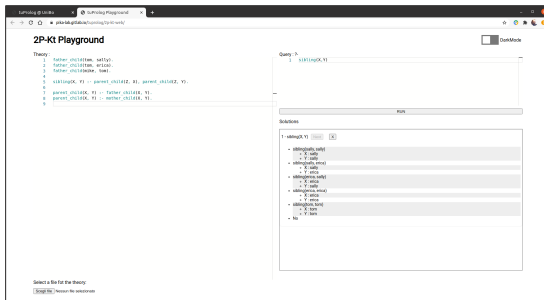 tuProlog @ UniBo
tuProlog Playground
pika-lab.gitlab.io/tuprolog/2p-kt-web/
2P-Kt Playground
DarkMode
Theory :
1 father_child(tom, sally).
2 father_child(tom, erica).
3 father_child(mike, tom).
4
5 sibling(X, Y) :- parent_child(Z, X), parent_child(Z, Y).
6
7 parent_child(X, Y) :- father_child(X, Y).
8 parent_child(X, Y) :- mother_child(X, Y).
9
Query : ?-
1 sibling(X,Y)
RUN
Solutions
1 - sibling(X, Y)
X
sibling(sally, sally)
X : sally
Y : sally
sibling(sally, erica)
X : sally
Y : erica
sibling(erica, sally)
X : erica
Y : sally
sibling(erica, erica)
X : erica
Y : erica
sibling(tom, tom)
X : tom
Y : tom
No
Select a file fot the theory:
Scegli file Nessun file selezionato